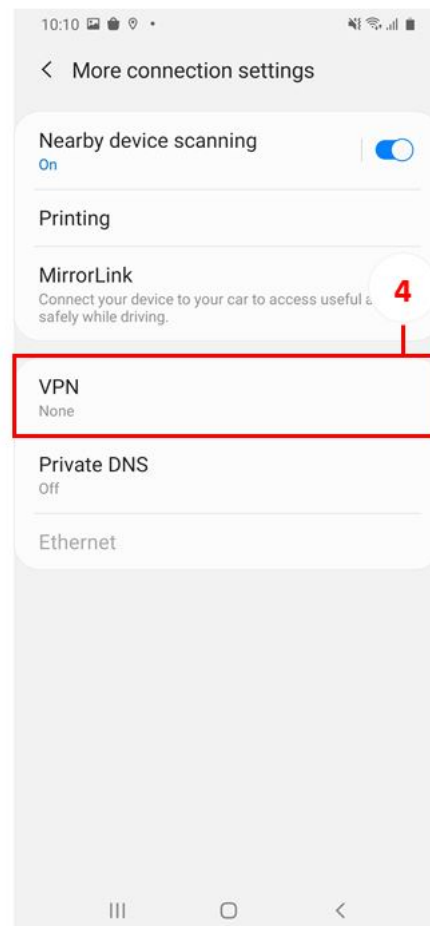 10:10
More connection settings
Nearby device scanning
On
Printing
MirrorLink
Connect your device to your car to access useful
safely while driving.
4
VPN
None
Private DNS
Off
Ethernet